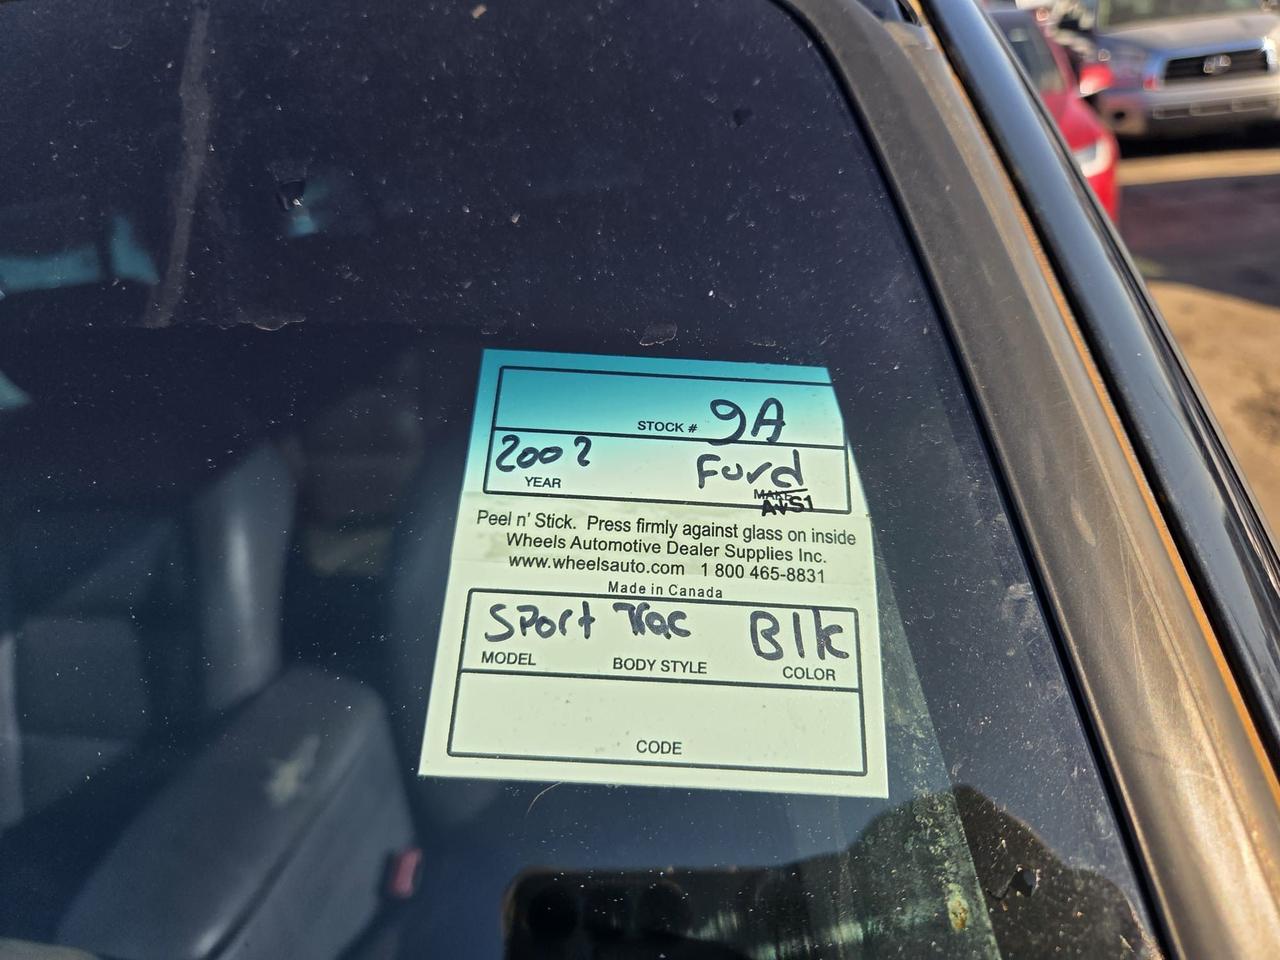 STOCK # 9A
2002 Ford
YEAR MAKE
Peel n' Stick. Press firmly against glass on inside
Wheels Automotive Dealer Supplies Inc.
www.wheelsauto.com 1 800 465-8831
Made in Canada
Sport Trac Blk
MODEL BODY STYLE COLOR
CODE